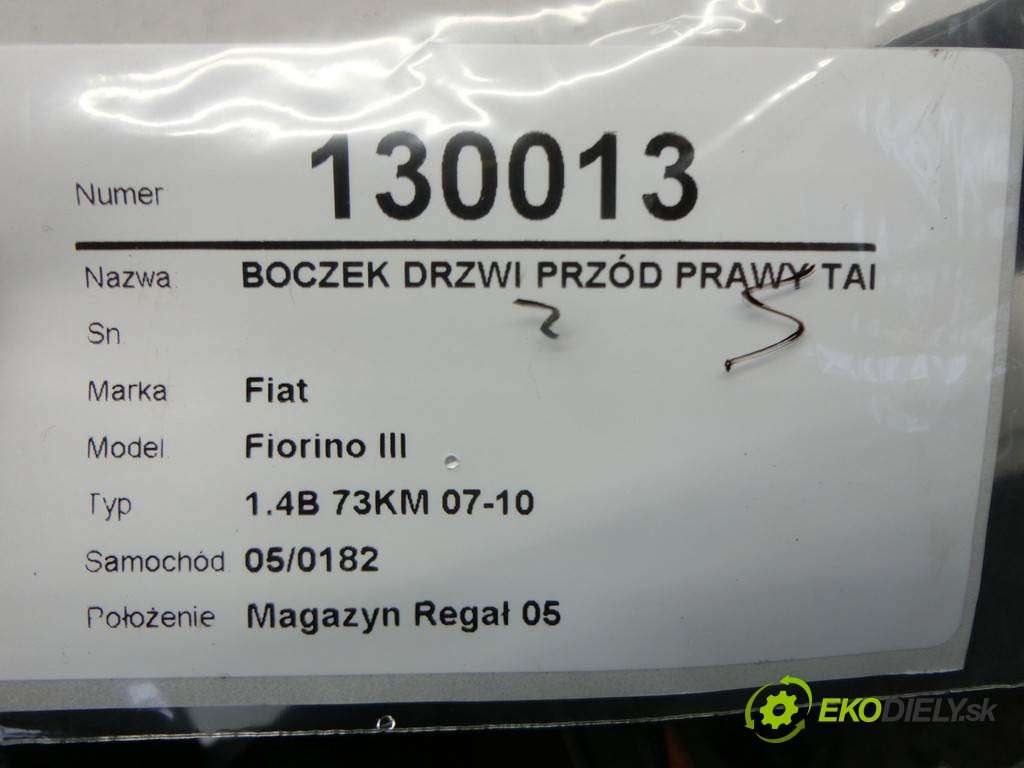 Numer 130013
Nazwa BOCZEK DRZWI PRZÓD PRAWY TAI
Sn
Marka Fiat
Model Fiorino III
Typ 1.4B 73KM 07-10
Samochód 05/0182
Położenie Magazyn Regał 05
EKODIELY.sk